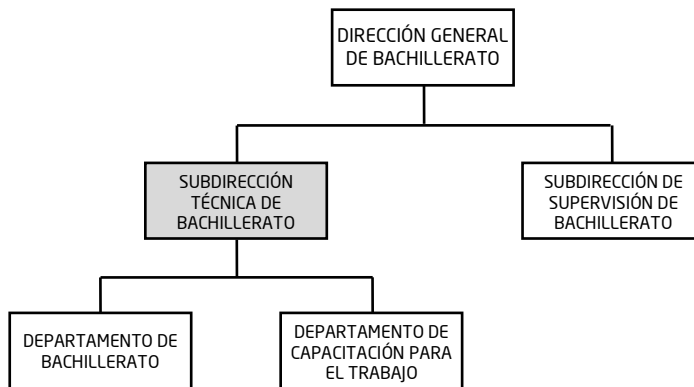 DIRECCIÓN GENERAL
DE BACHILLERATO
SUBDIRECCIÓN
TÉCNICA DE
BACHILLERATO
SUBDIRECCIÓN DE
SUPERVISIÓN DE
BACHILLERATO
DEPARTAMENTO DE
BACHILLERATO
DEPARTAMENTO DE
CAPACITACIÓN PARA
EL TRABAJO